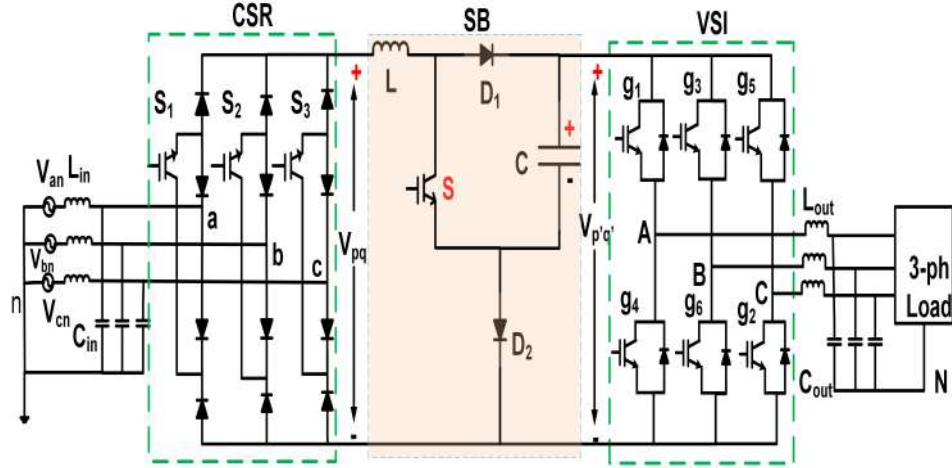 CSR
SB
VSI
S1 S2 S3
+
L
D1
+
+
C
-
S
g1 g3 g5
Van Lin
a
Vbn
b
c
n
Vcn
Cin
Vpq
Vp'q'
A
B
C
Lout
3-ph
Load
g4 g6 g2
D2
Cout
N
-
-